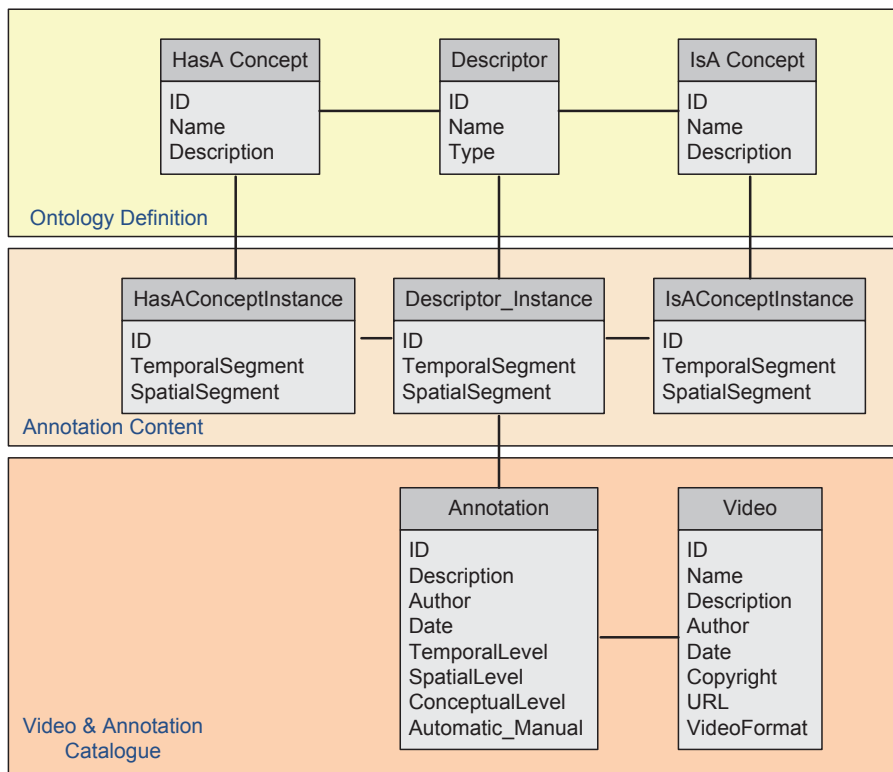 HasA Concept
ID
Name
Description
Descriptor
ID
Name
Type
IsA Concept
ID
Name
Description
Ontology Definition
HasAConceptInstance
ID
TemporalSegment
SpatialSegment
Descriptor_Instance
ID
TemporalSegment
SpatialSegment
IsAConceptInstance
ID
TemporalSegment
SpatialSegment
Annotation Content
Annotation
ID
Description
Author
Date
TemporalLevel
SpatialLevel
ConceptualLevel
Automatic_Manual
Video
ID
Name
Description
Author
Date
Copyright
URL
VideoFormat
Video & Annotation
Catalogue